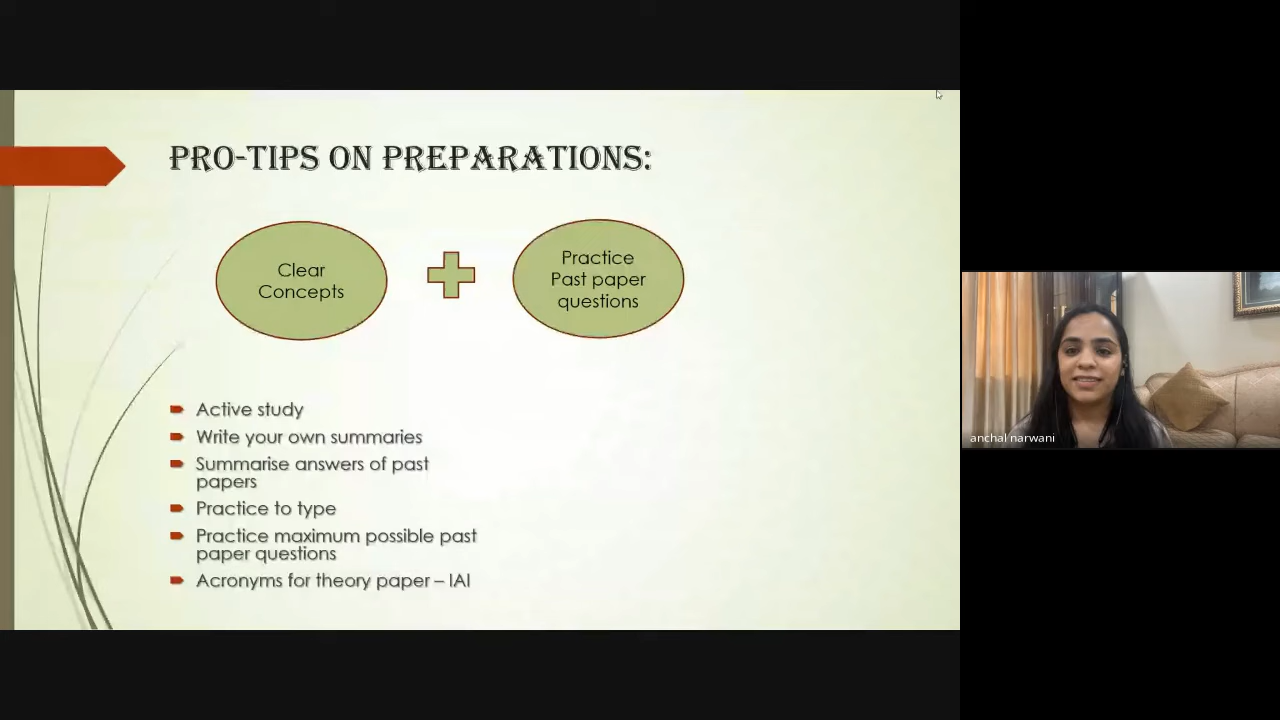 PRO-TIPS ON PREPARATIONS:
Clear
Concepts
Practice
Past paper
questions
Active study
Write your own summaries
Summarise answers of past
papers
Practice to type
Practice maximum possible past
paper questions
Acronyms for theory paper – IAI
anchal narwani